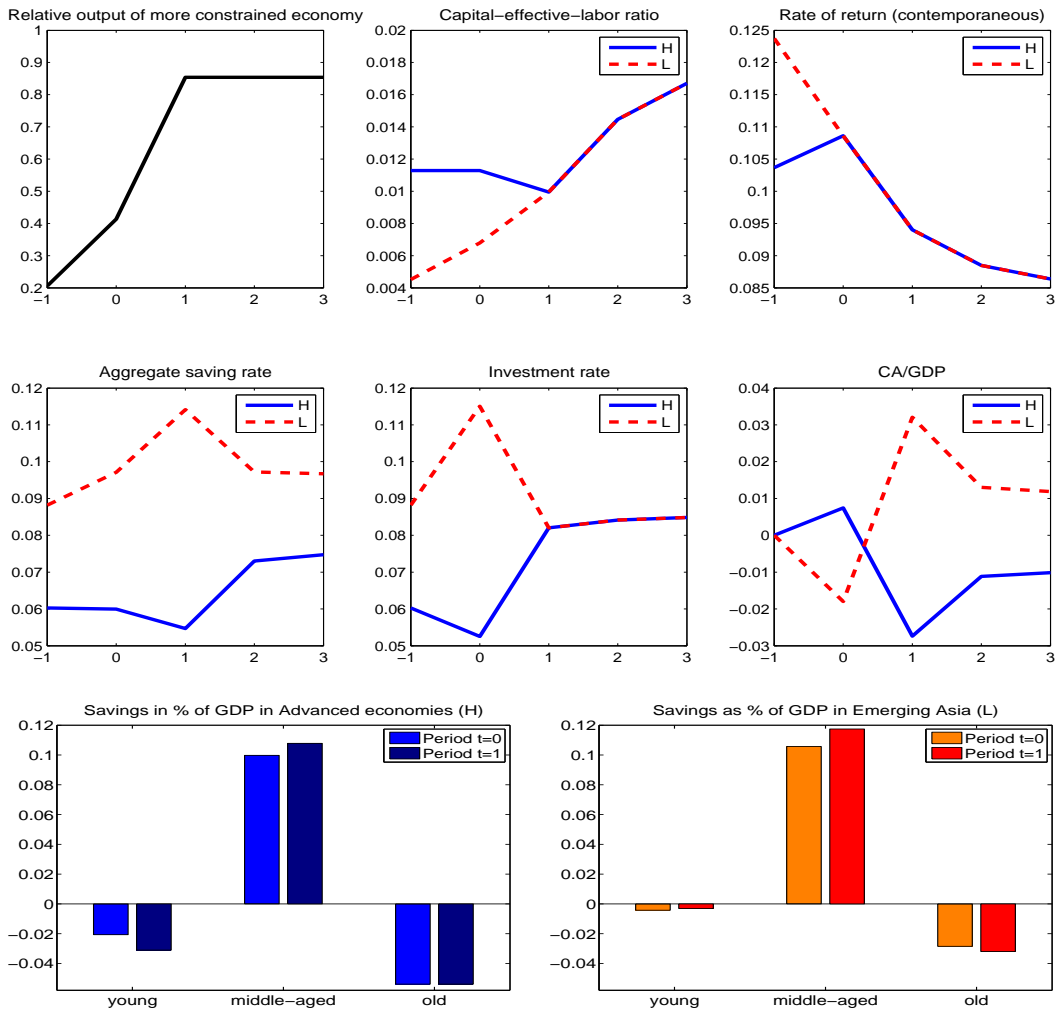 Relative output of more constrained economy
1
0.9
0.8
0.7
0.6
0.5
0.4
0.3
0.2
−1 0 1 2 3
Capital−effective−labor ratio
0.02
0.016
0.012
0.01
0.008
0.006
0.004
−1 0 1 2 3
H
L
Rate of return (contemporaneous)
0.125
0.12
0.115
0.11
0.105
0.1
0.095
0.09
0.085
−1 0 1 2 3
H
L
Aggregate saving rate
0.12
0.11
0.1
0.09
0.08
0.07
0.06
0.05
−1 0 1 2 3
H
L
Investment rate
0.12
0.11
0.1
0.09
0.08
0.07
0.06
0.05
−1 0 1 2 3
H
L
CA/GDP
0.04
0.03
0.02
0.01
0
−0.01
−0.02
−0.03
−1 0 1 2 3
H
L
Savings in % of GDP in Advanced economies (H)
0.12
0.1
0.08
0.06
0.04
0.02
0
−0.02
−0.04
young middle−aged old
Period t=0
Period t=1
Savings as % of GDP in Emerging Asia (L)
0.12
0.1
0.08
0.06
0.04
0.02
0
−0.02
−0.04
young middle−aged old
Period t=0
Period t=1